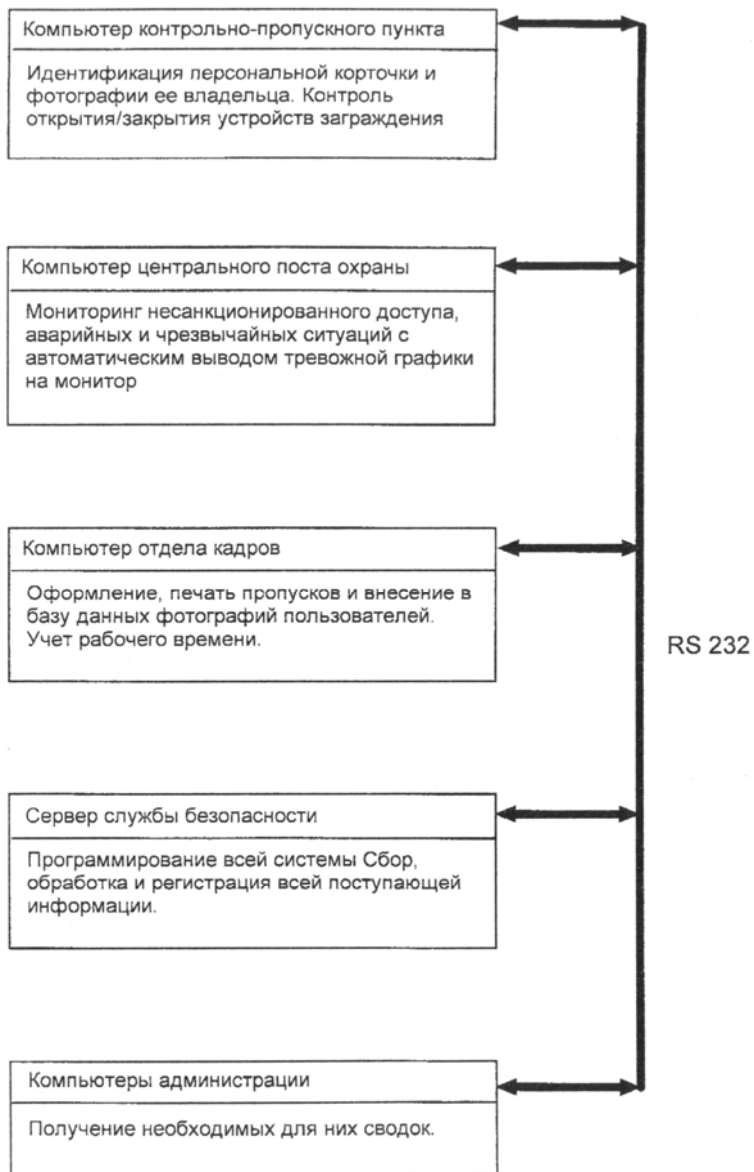 Компьютер контрольно-пропускного пункта
Идентификация персональной корточки и
фотографии ее владельца. Контроль
открытия/закрытия устройств заграждения
Компьютер центрального поста охраны
Мониторинг несанкционированного доступа,
аварийных и чрезвычайных ситуаций с
автоматическим выводом тревожной графики
на монитор
Компьютер отдела кадров
Оформление, печать пропусков и внесение в
базу данных фотографий пользователей.
Учет рабочего времени.
RS 232
Сервер службы безопасности
Программирование всей системы Сбор,
обработка и регистрация всей поступающей
информации.
Компьютеры администрации
Получение необходимых для них сводок.